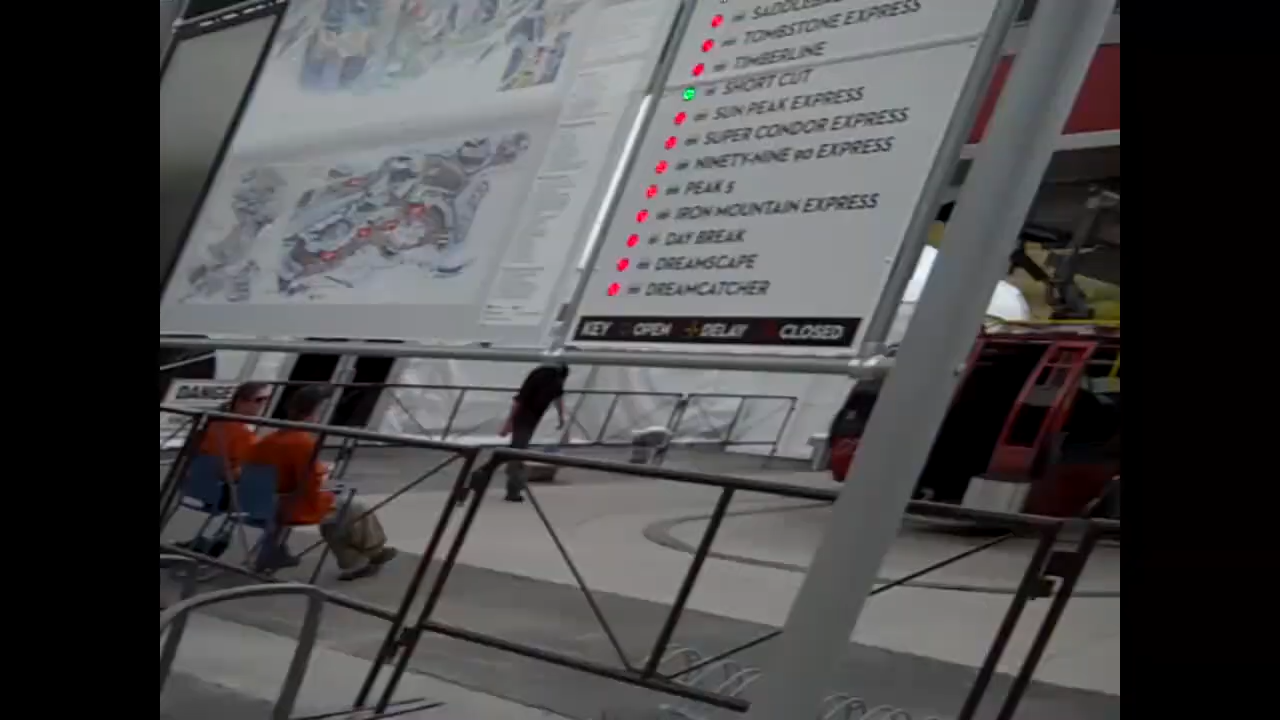 TOMBSTONE EXPRESS
TIMBERLINE
SHORT CUT
SUN PEAK EXPRESS
SUPER CONDOR EXPRESS
NINETY-NINE 90 EXPRESS
PEAK 5
IRON MOUNTAIN EXPRESS
DAY BREAK
DREAMSCAPE
DREAMCATCHER
KEY OPEN DELAY CLOSED
DANGER